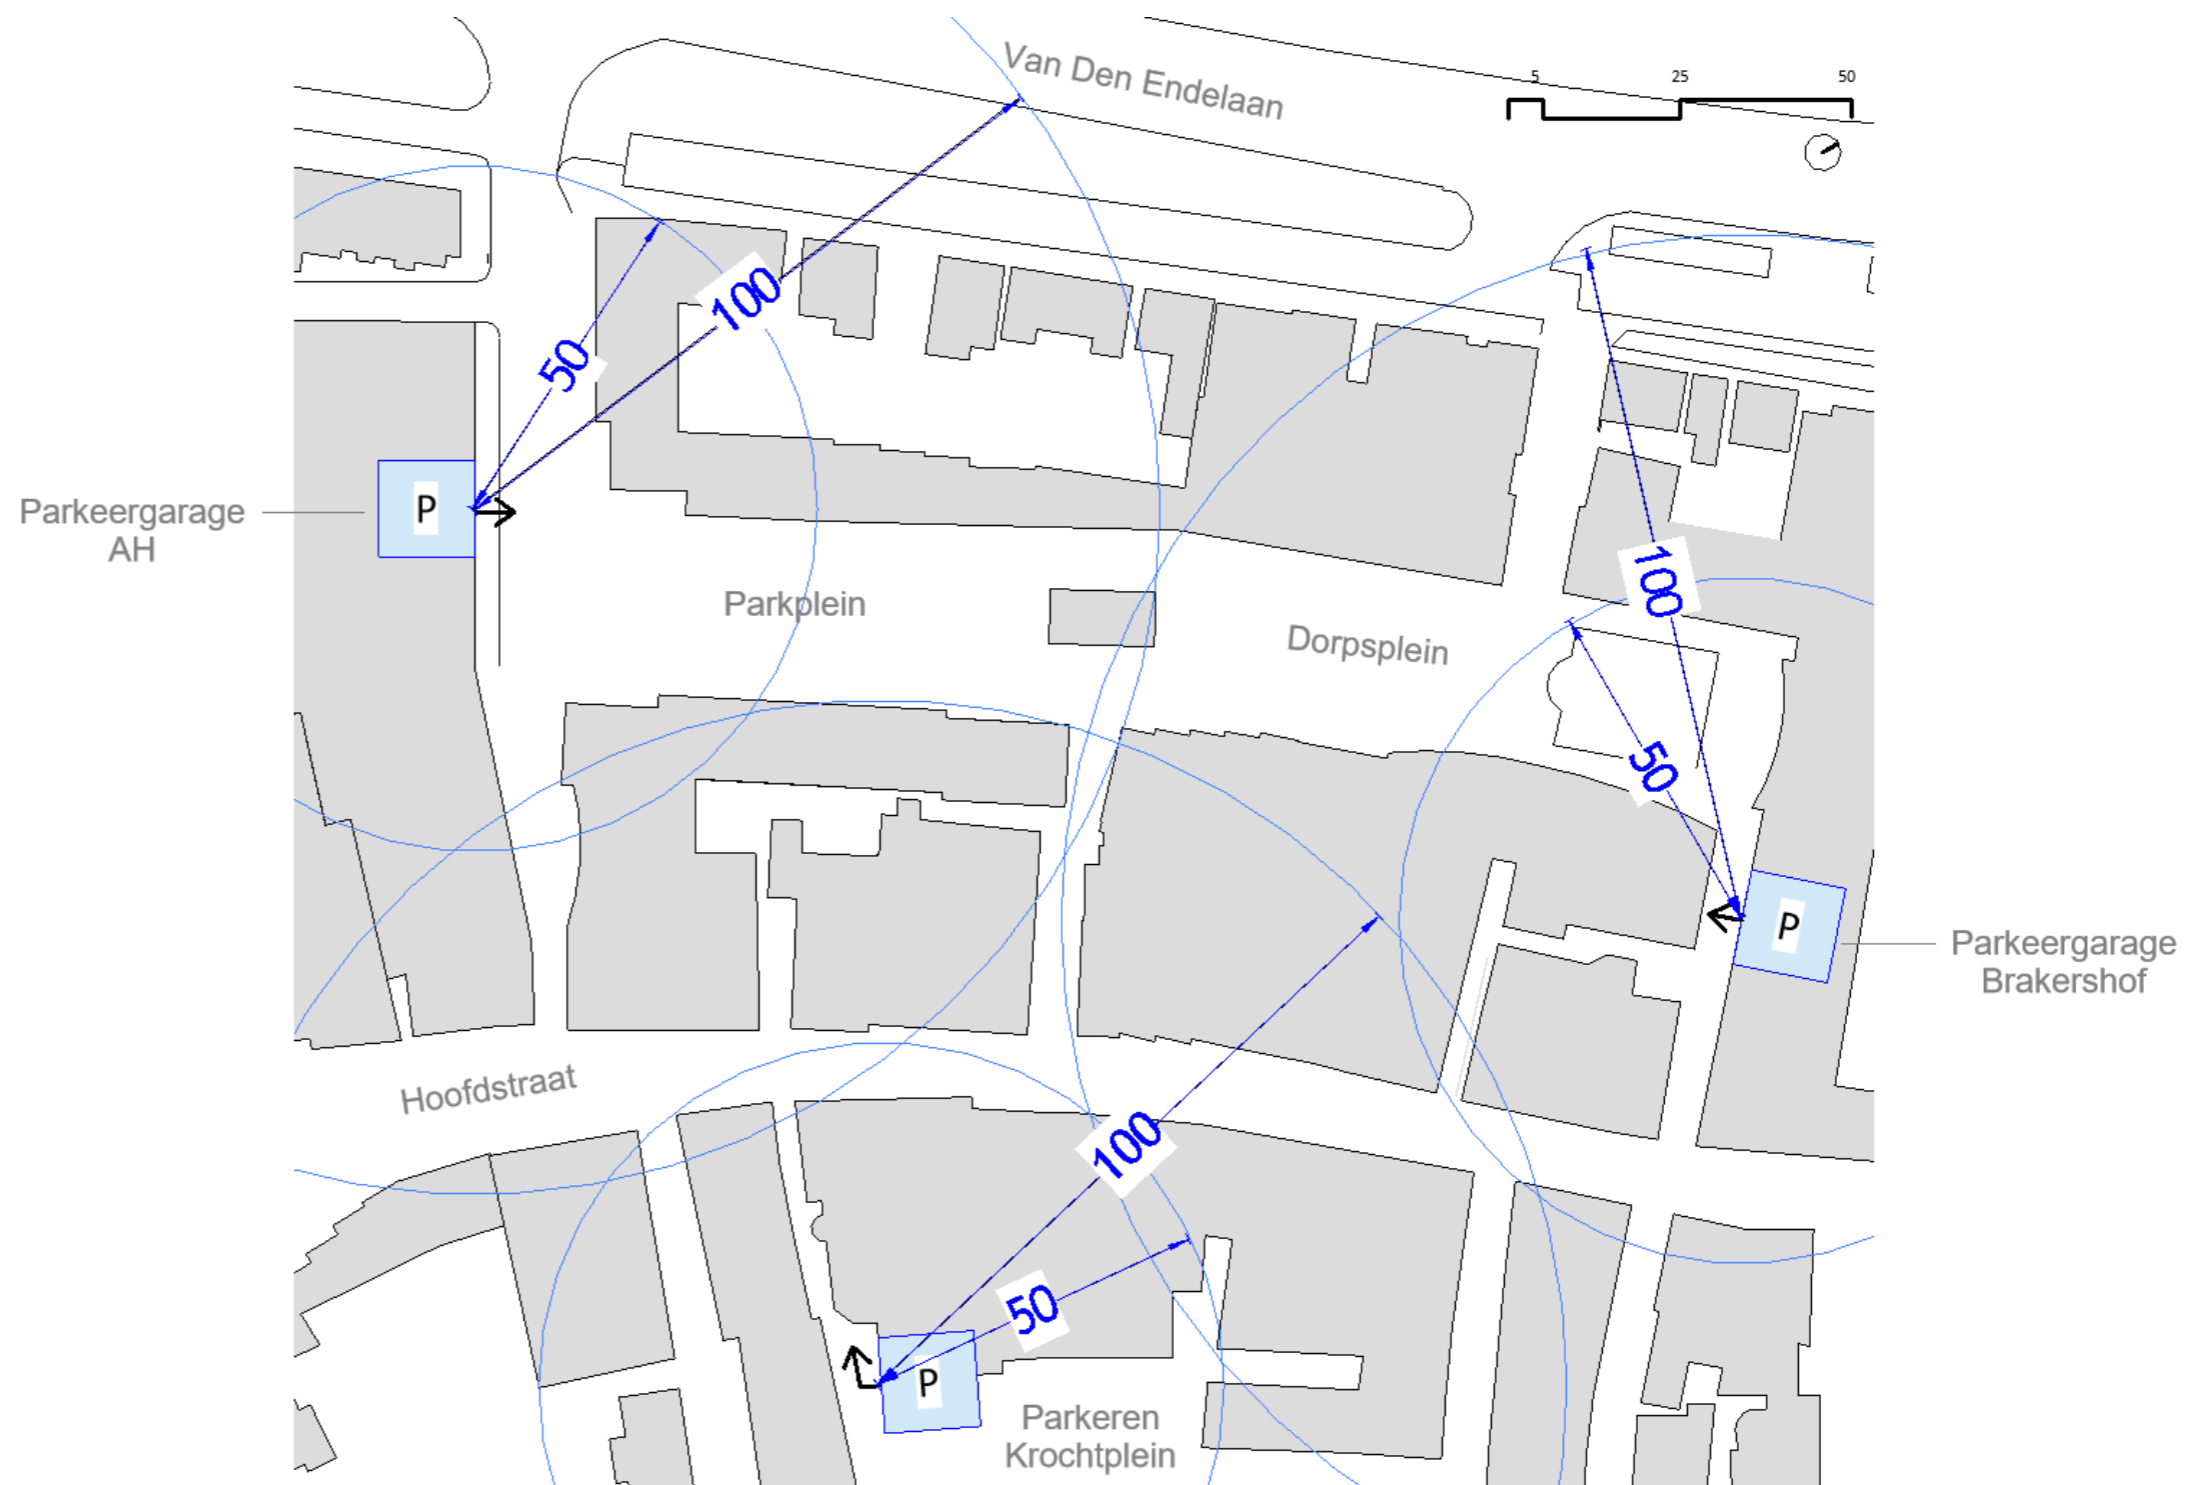 Van Den Endelaan
5 25 50
100
50
P
Parkeergarage
AH
Parkplein
Dorpsplein
100
50
P
Parkeergarage
Brakershof
Hoofdstraat
100
50
P
Parkeren
Krochtplein